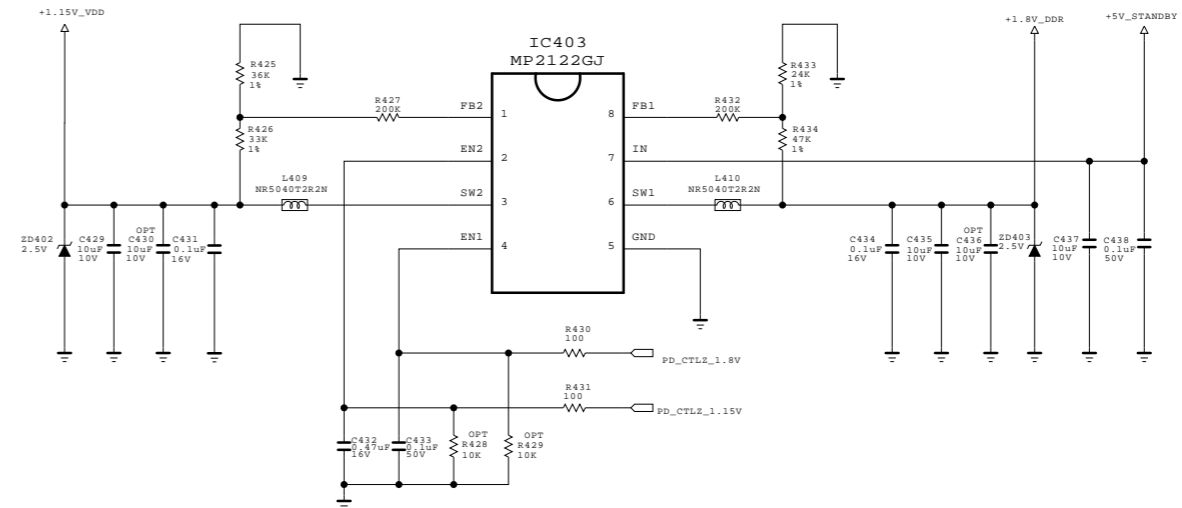 +1.15V_VDD
+1.8V_DDR
+5V_STANDBY
IC403
MP2122GJ
R425
36K
1%
R433
24K
1%
R427
200K
FB2
1
8
FB1
R432
200K
R426
33K
1%
R434
47K
1%
EN2
2
7
IN
L409
NR5040T2R2N
SW2
3
6
SW1
L410
NR5040T2R2N
EN1
4
5
GND
ZD402
2.5V
C429
10uF
10V
OPT
C430
10uF
10V
C431
0.1uF
16V
C434
0.1uF
16V
C435
10uF
10V
OPT
C436
10uF
10V
ZD403
2.5V
C437
10uF
10V
C438
0.1uF
50V
R430
100
PD_CTLZ_1.8V
R431
100
PD_CTLZ_1.15V
C432
0.47uF
16V
C433
0.1uF
50V
OPT
R428
10K
OPT
R429
10K